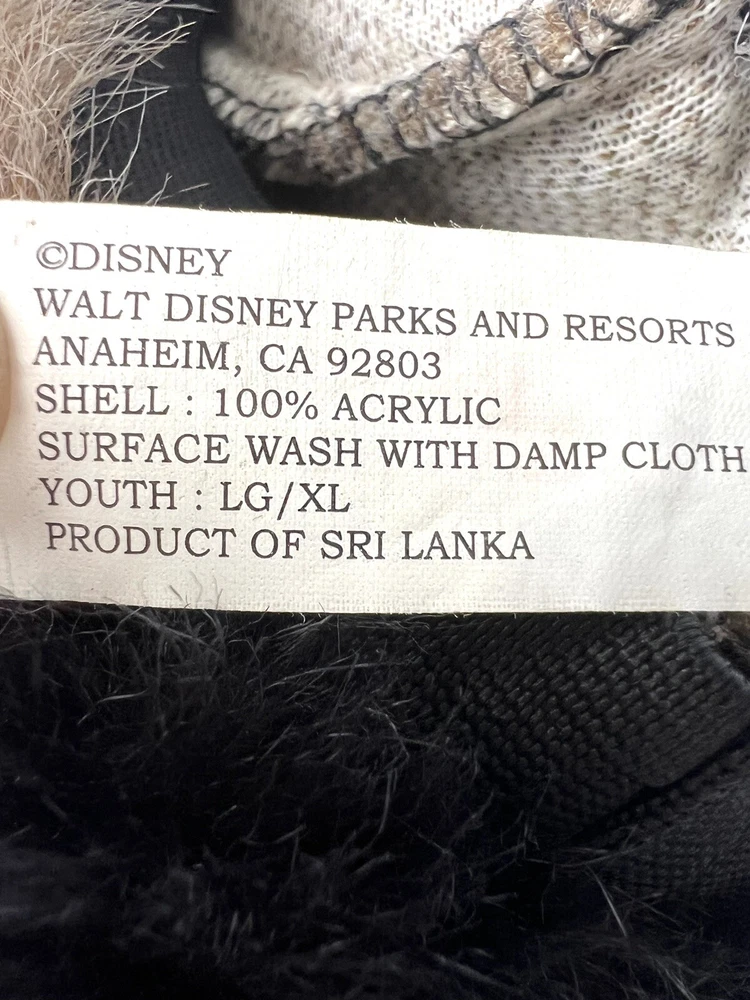 ©DISNEY
WALT DISNEY PARKS AND RESORTS
ANAHEIM, CA 92803
SHELL : 100% ACRYLIC
SURFACE WASH WITH DAMP CLOTH
YOUTH : LG/XL
PRODUCT OF SRI LANKA